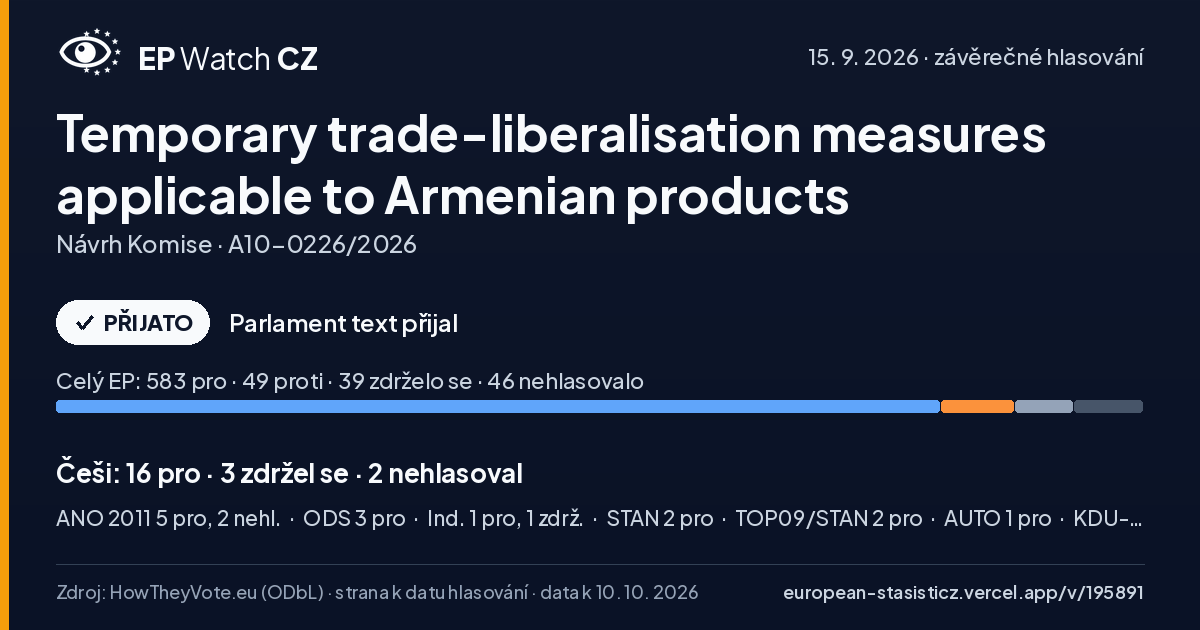 EP Watch CZ
15. 9. 2026 · závěrečné hlasování
Temporary trade-liberalisation measures
applicable to Armenian products
Návrh Komise · A10-0226/2026
✓ PŘIJATO
Parlament text přijal
Celý EP: 583 pro · 49 proti · 39 zdrželo se · 46 nehlasovalo
Češi: 16 pro · 3 zdržel se · 2 nehlasoval
ANO 2011 5 pro, 2 nehl. · ODS 3 pro · Ind. 1 pro, 1 zdrž. · STAN 2 pro · TOP09/STAN 2 pro · AUTO 1 pro · KDU-…
Zdroj: HowTheyVote.eu (ODbL) · strana k datu hlasování · data k 10. 10. 2026
european-stasisticz.vercel.app/v/195891